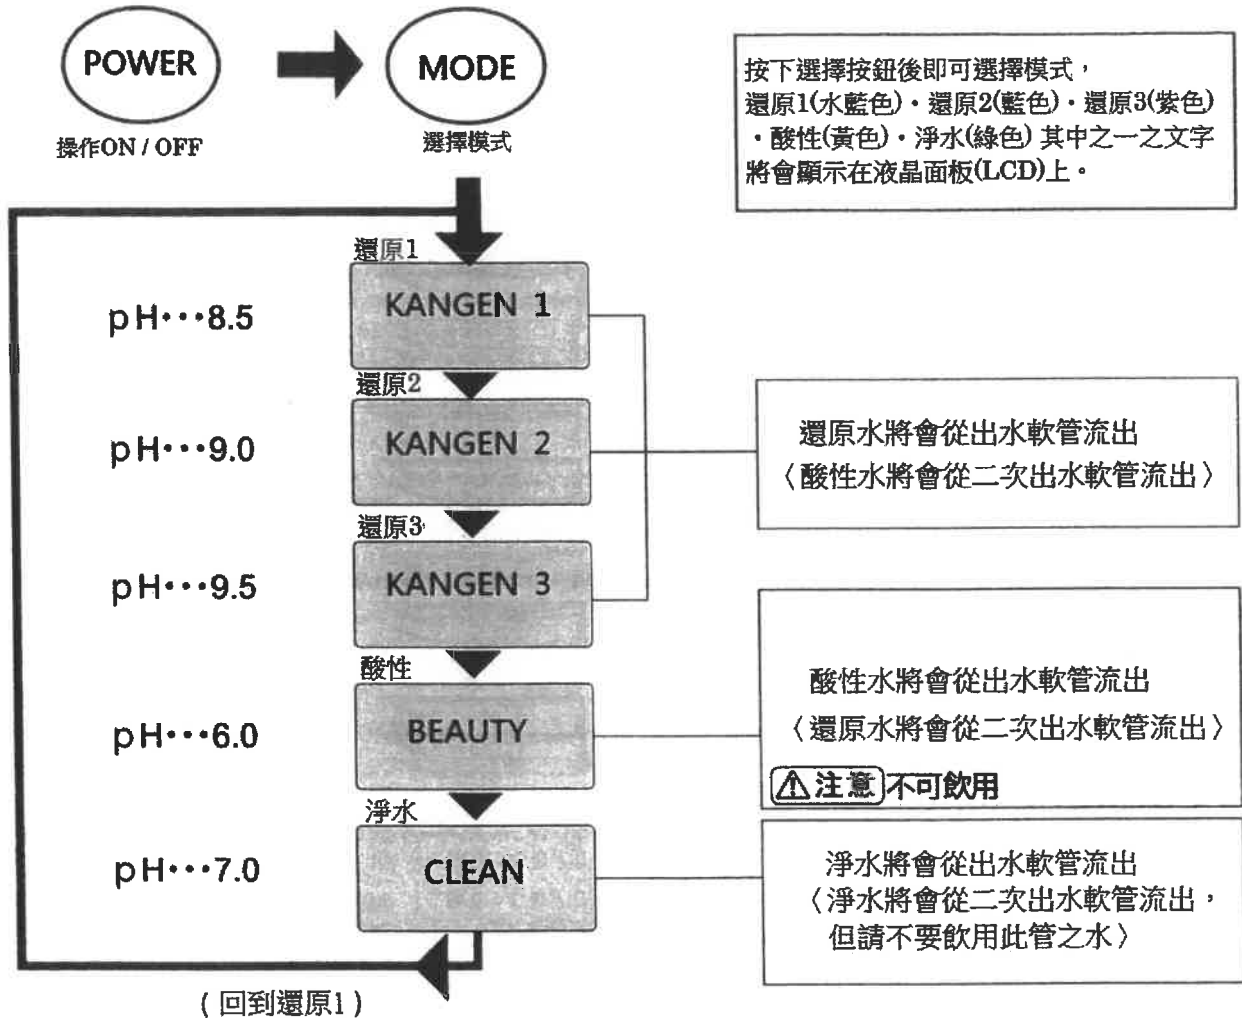 POWER
MODE
操作ON / OFF
選擇模式
按下選擇按鈕後即可選擇模式，
還原1(水藍色)・還原2(藍色)・還原3(紫色)
・酸性(黃色)・淨水(綠色) 其中之一之文字
將會顯示在液晶面板(LCD)上。
還原1
KANGEN 1
pH･･･8.5
還原2
KANGEN 2
pH･･･9.0
還原水將會從出水軟管流出
〈酸性水將會從二次出水軟管流出〉
還原3
KANGEN 3
pH･･･9.5
酸性
BEAUTY
pH･･･6.0
酸性水將會從出水軟管流出
〈還原水將會從二次出水軟管流出〉
⚠注意 不可飲用
淨水
CLEAN
pH･･･7.0
淨水將會從出水軟管流出
〈淨水將會從二次出水軟管流出，
但請不要飲用此管之水〉
(回到還原1)